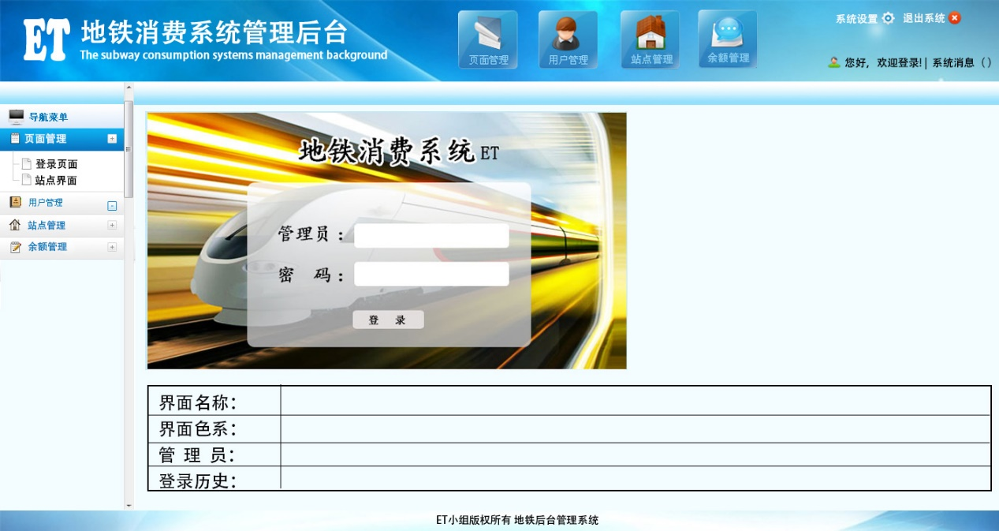 ET 地铁消费系统管理后台
The subway consumption systems management background
页面管理
用户管理
站点管理
余额管理
系统设置 退出系统
您好，欢迎登录! | 系统消息（）
导航菜单
页面管理
登录页面
站点界面
用户管理
站点管理
余额管理
地铁消费系统 ET
管理员：
密 码：
登 录
界面名称：
界面色系：
管 理 员：
登录历史：
ET小组版权所有 地铁后台管理系统